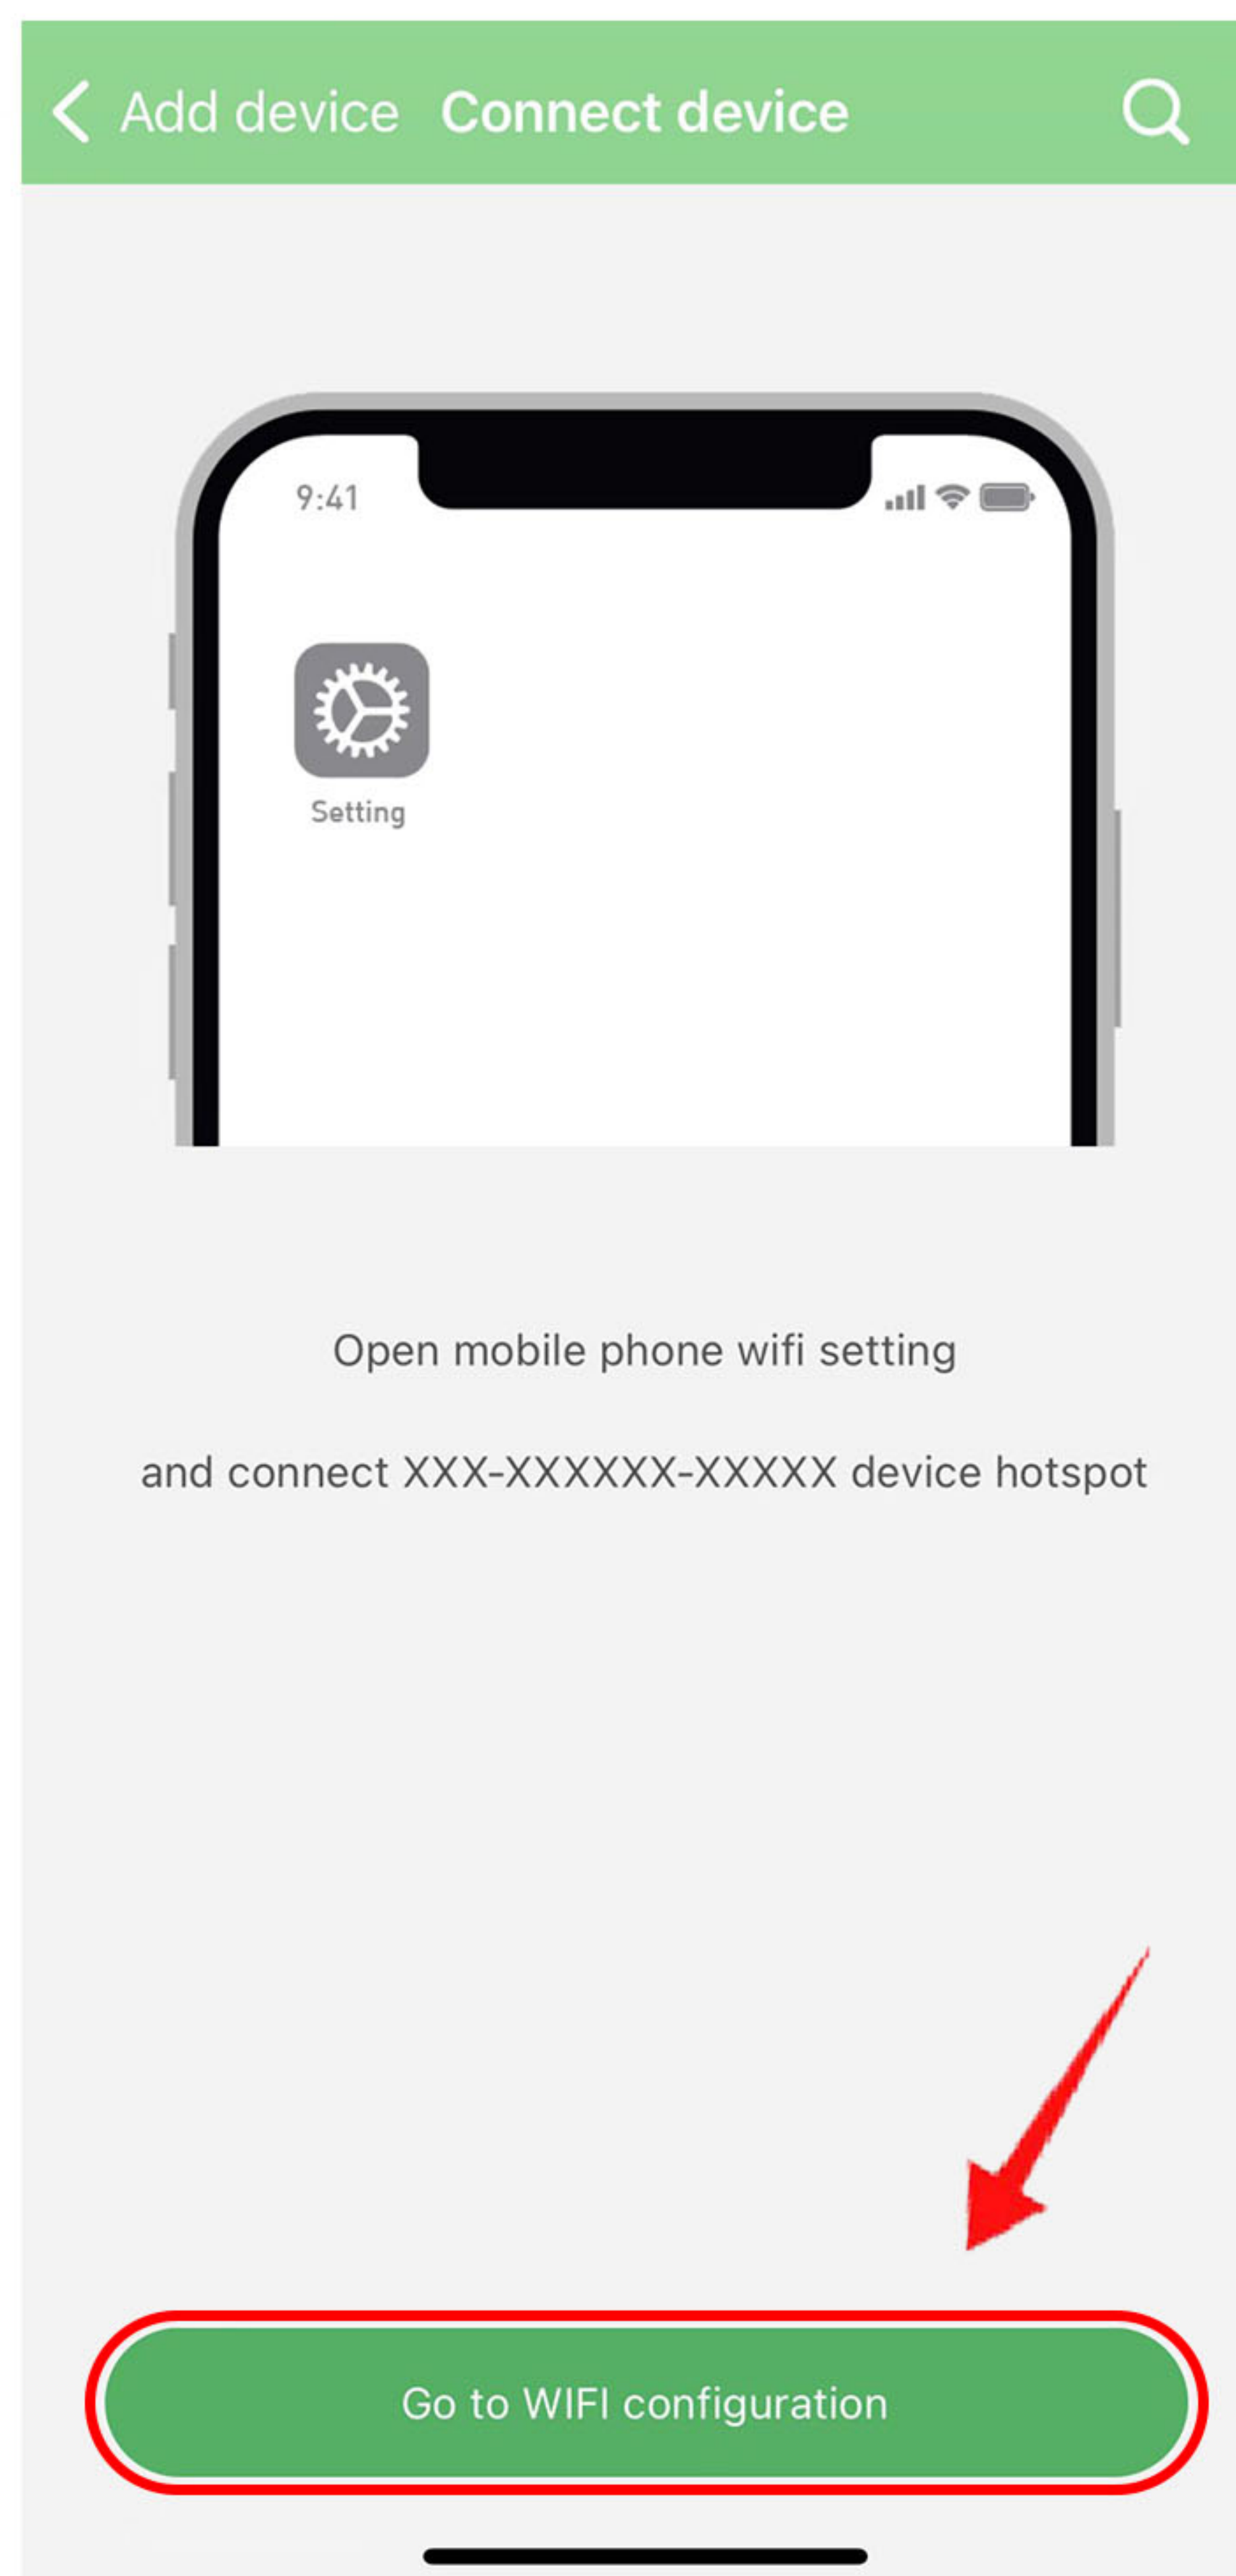 Add device Connect device
9:41
Setting
Open mobile phone wifi setting
and connect XXX-XXXXXX-XXXXX device hotspot
Go to WIFI configuration